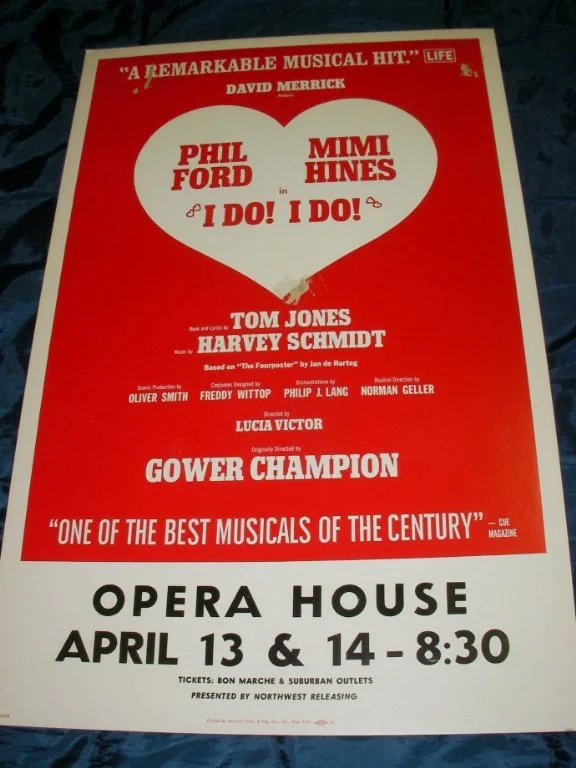 "A REMARKABLE MUSICAL HIT." LIFE
DAVID MERRICK
Presents
PHIL FORD MIMI HINES
in
I DO! I DO!
Book and Lyrics by TOM JONES
Music by HARVEY SCHMIDT
Based on "The Fourposter" by Jan de Hartog
Scenic Production by Costumes Designed by Orchestrations by Musical Direction by
OLIVER SMITH FREDDY WITTOP PHILIP J. LANG NORMAN GELLER
Directed by
LUCIA VICTOR
Originally Directed by
GOWER CHAMPION
"ONE OF THE BEST MUSICALS OF THE CENTURY" — CUE MAGAZINE
OPERA HOUSE
APRIL 13 & 14 - 8:30
TICKETS: BON MARCHE & SUBURBAN OUTLETS
PRESENTED BY NORTHWEST RELEASING